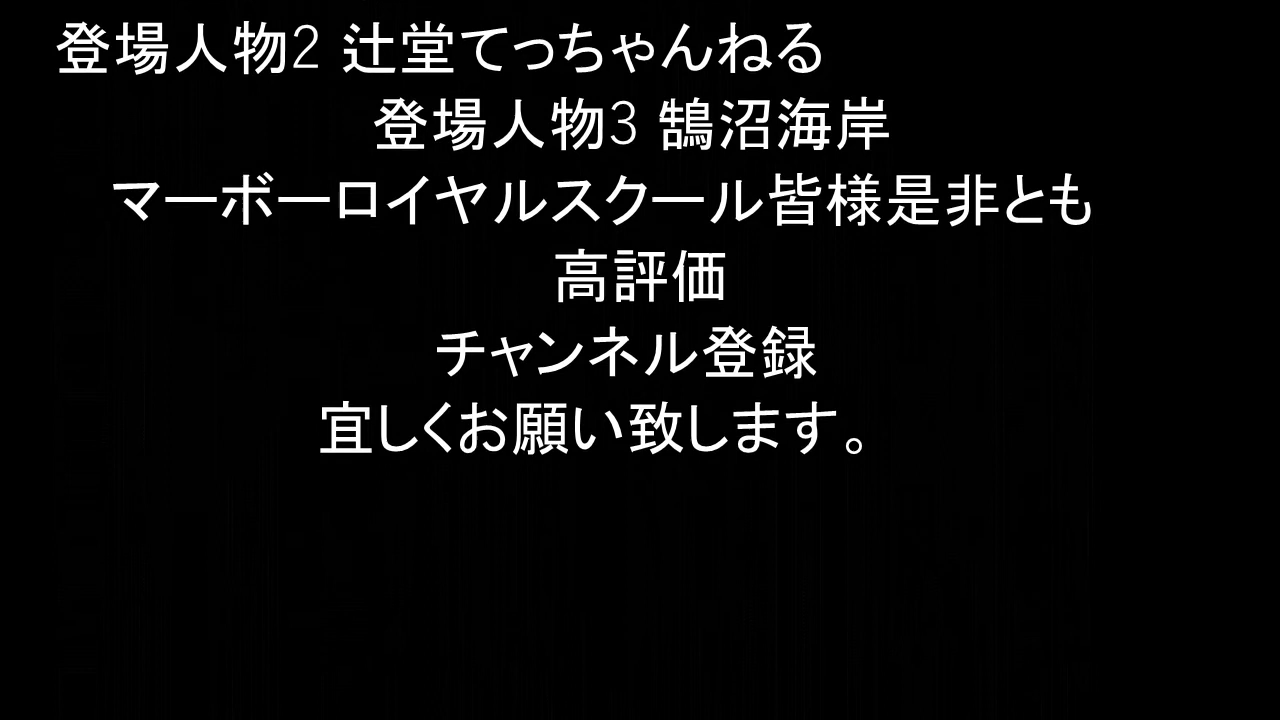 登場人物2 辻堂てっちゃんねる
登場人物3 鵠沼海岸
マーボーロイヤルスクール皆様是非とも
高評価
チャンネル登録
宜しくお願い致します。